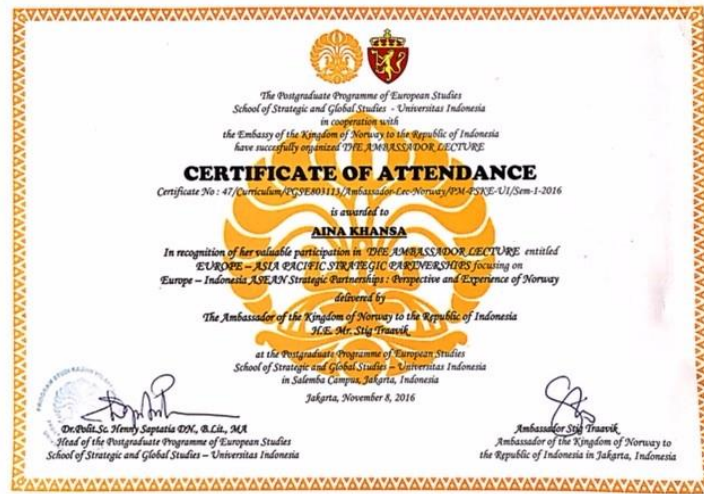 The Postgraduate Programme of European Studies
School of Strategic and Global Studies - Universitas Indonesia
in cooperation with
the Embassy of the Kingdom of Norway to the Republic of Indonesia
have succesfully organized THE AMBASSADOR LECTURE
CERTIFICATE OF ATTENDANCE
Certificate No : 47/Curriculum/PGSE803113/Ambassador-Lec-Norway/PM-PSKE-UI/Sem-1-2016
is awarded to
AINA KHANSA
In recognition of her valuable participation in THE AMBASSADOR LECTURE entitled
EUROPE – ASIA PACIFIC STRATEGIC PARTNERSHIPS focusing on
Europe – Indonesia ASEAN Strategic Partnerships : Perspective and Experience of Norway
delivered by
The Ambassador of the Kingdom of Norway to the Republic of Indonesia
H.E. Mr. Stig Traavik
at the Postgraduate Programme of European Studies
School of Strategic and Global Studies – Universitas Indonesia
in Salemba Campus, Jakarta, Indonesia
Jakarta, November 8, 2016
Dr.Polit.Sc. Henny Saptatia DN., B.Lit., MA
Head of the Postgraduate Programme of European Studies
School of Strategic and Global Studies – Universitas Indonesia
Ambassador Stig Traavik
Ambassador of the Kingdom of Norway to
the Republic of Indonesia in Jakarta, Indonesia